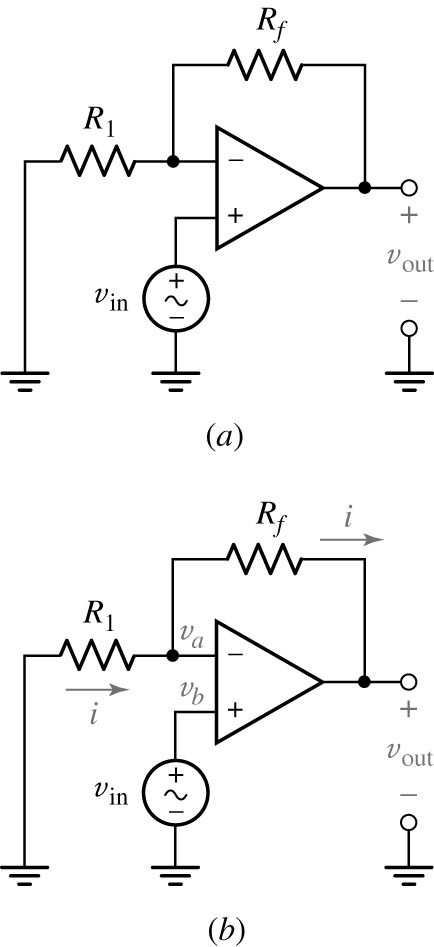 R_f
R_1
−
+
+
v_in
+
−
v_out
−
(a)
R_f
i
R_1
v_a
−
v_b
+
i
+
v_in
+
−
v_out
−
(b)